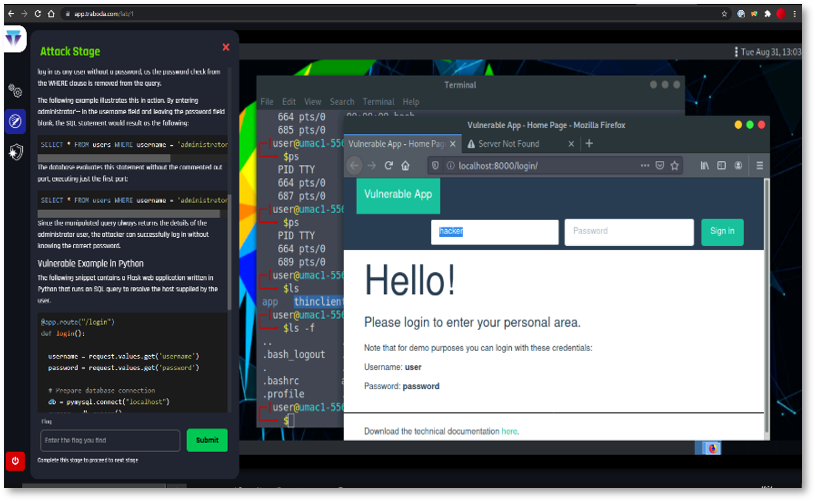 app.traboda.com/lab/1
Attack Stage
log in as any user without a password, as the password check from
the WHERE clause is removed from the query.
The following example illustrates this in action. By entering
administrator'-- in the username field and leaving the password field
blank, the SQL statement would result as the following:
SELECT * FROM users WHERE username = 'administrator
The database evaluates this statement without the commented out
part, executing just the first part:
SELECT * FROM users WHERE username = 'administrator
Since the manipulated query always returns the details of the
administrator user, the attacker can successfully log in without
knowing the correct password.
Vulnerable Example in Python
The following snippet contains a Flask web application written in
Python that runs an SQL query to resolve the host supplied by the
user.
@app.route("/login")
def login():
username = request.values.get('username')
password = request.values.get('password')
# Prepare database connection
db = pymysql.connect("localhost")
Flag
Enter the flag you find
Submit
Complete this stage to proceed to next stage
Tue Aug 31, 13:03
Terminal
File Edit View Search Terminal Help
664 pts/0
685 pts/0
user@umac1-556
$ps
PID TTY
664 pts/0
687 pts/0
user@umac1-556
$ps
PID TTY
664 pts/0
689 pts/0
user@umac1-556
$ls
app thinclient
user@umac1-556
$ls -f
..
.bash_logout
.
.bashrc
.profile
user@umac1-556
$
Vulnerable App - Home Page - Mozilla Firefox
Vulnerable App - Home Page
Server Not Found
localhost:8000/login/
Vulnerable App
hacker
Password
Sign in
Hello!
Please login to enter your personal area.
Note that for demo purposes you can login with these credentials:
Username: user
Password: password
Download the technical documentation here.